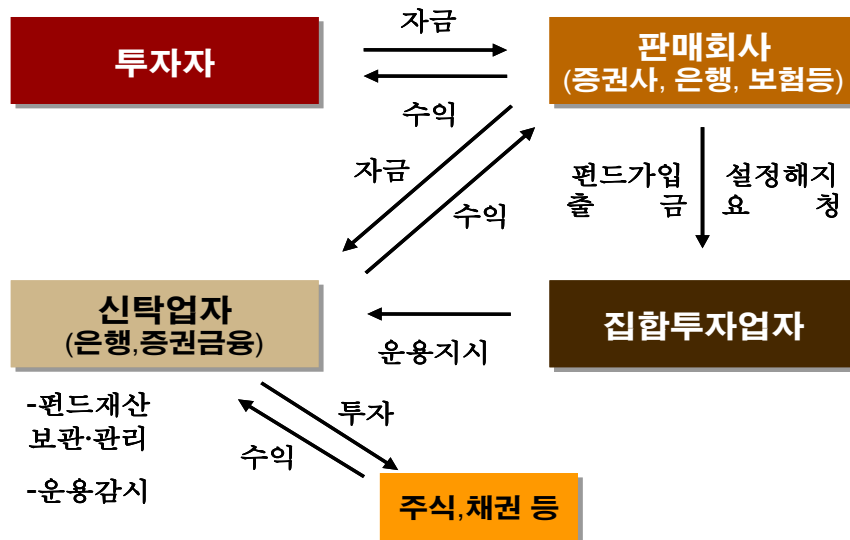 자금
투자자
판매회사
(증권사, 은행, 보험등)
수익
자금
수익
펀드가입 설정해지
출 금 요 청
신탁업자
(은행,증권금융)
집합투자업자
운용지시
-펀드재산
보관·관리
-운용감시
투자
수익
주식,채권 등